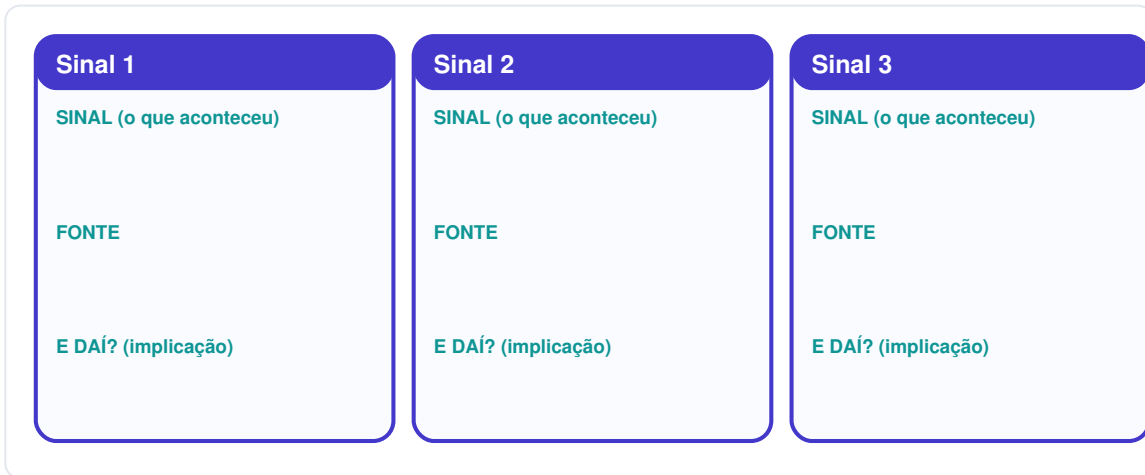 Sinal 1
SINAL (o que aconteceu)
FONTE
E DAÍ? (implicação)
Sinal 2
SINAL (o que aconteceu)
FONTE
E DAÍ? (implicação)
Sinal 3
SINAL (o que aconteceu)
FONTE
E DAÍ? (implicação)